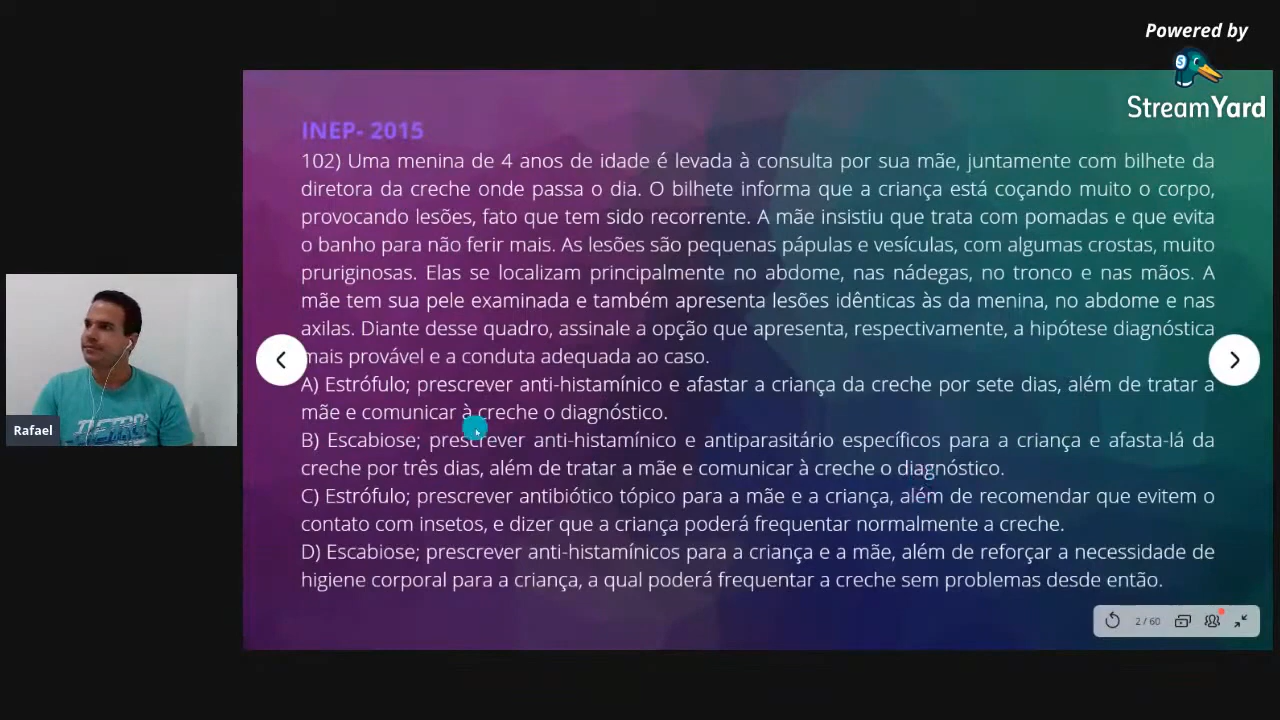 Powered by
StreamYard
INEP- 2015
102) Uma menina de 4 anos de idade é levada à consulta por sua mãe, juntamente com bilhete da
diretora da creche onde passa o dia. O bilhete informa que a criança está coçando muito o corpo,
provocando lesões, fato que tem sido recorrente. A mãe insistiu que trata com pomadas e que evita
o banho para não ferir mais. As lesões são pequenas pápulas e vesículas, com algumas crostas, muito
pruriginosas. Elas se localizam principalmente no abdome, nas nádegas, no tronco e nas mãos. A
mãe tem sua pele examinada e também apresenta lesões idênticas às da menina, no abdome e nas
axilas. Diante desse quadro, assinale a opção que apresenta, respectivamente, a hipótese diagnóstica
mais provável e a conduta adequada ao caso.
A) Estrófulo; prescrever anti-histamínico e afastar a criança da creche por sete dias, além de tratar a
mãe e comunicar à creche o diagnóstico.
B) Escabiose; prescrever anti-histamínico e antiparasitário específicos para a criança e afasta-lá da
creche por três dias, além de tratar a mãe e comunicar à creche o diagnóstico.
C) Estrófulo; prescrever antibiótico tópico para a mãe e a criança, além de recomendar que evitem o
contato com insetos, e dizer que a criança poderá frequentar normalmente a creche.
D) Escabiose; prescrever anti-histamínicos para a criança e a mãe, além de reforçar a necessidade de
higiene corporal para a criança, a qual poderá frequentar a creche sem problemas desde então.
Rafael
2 / 60